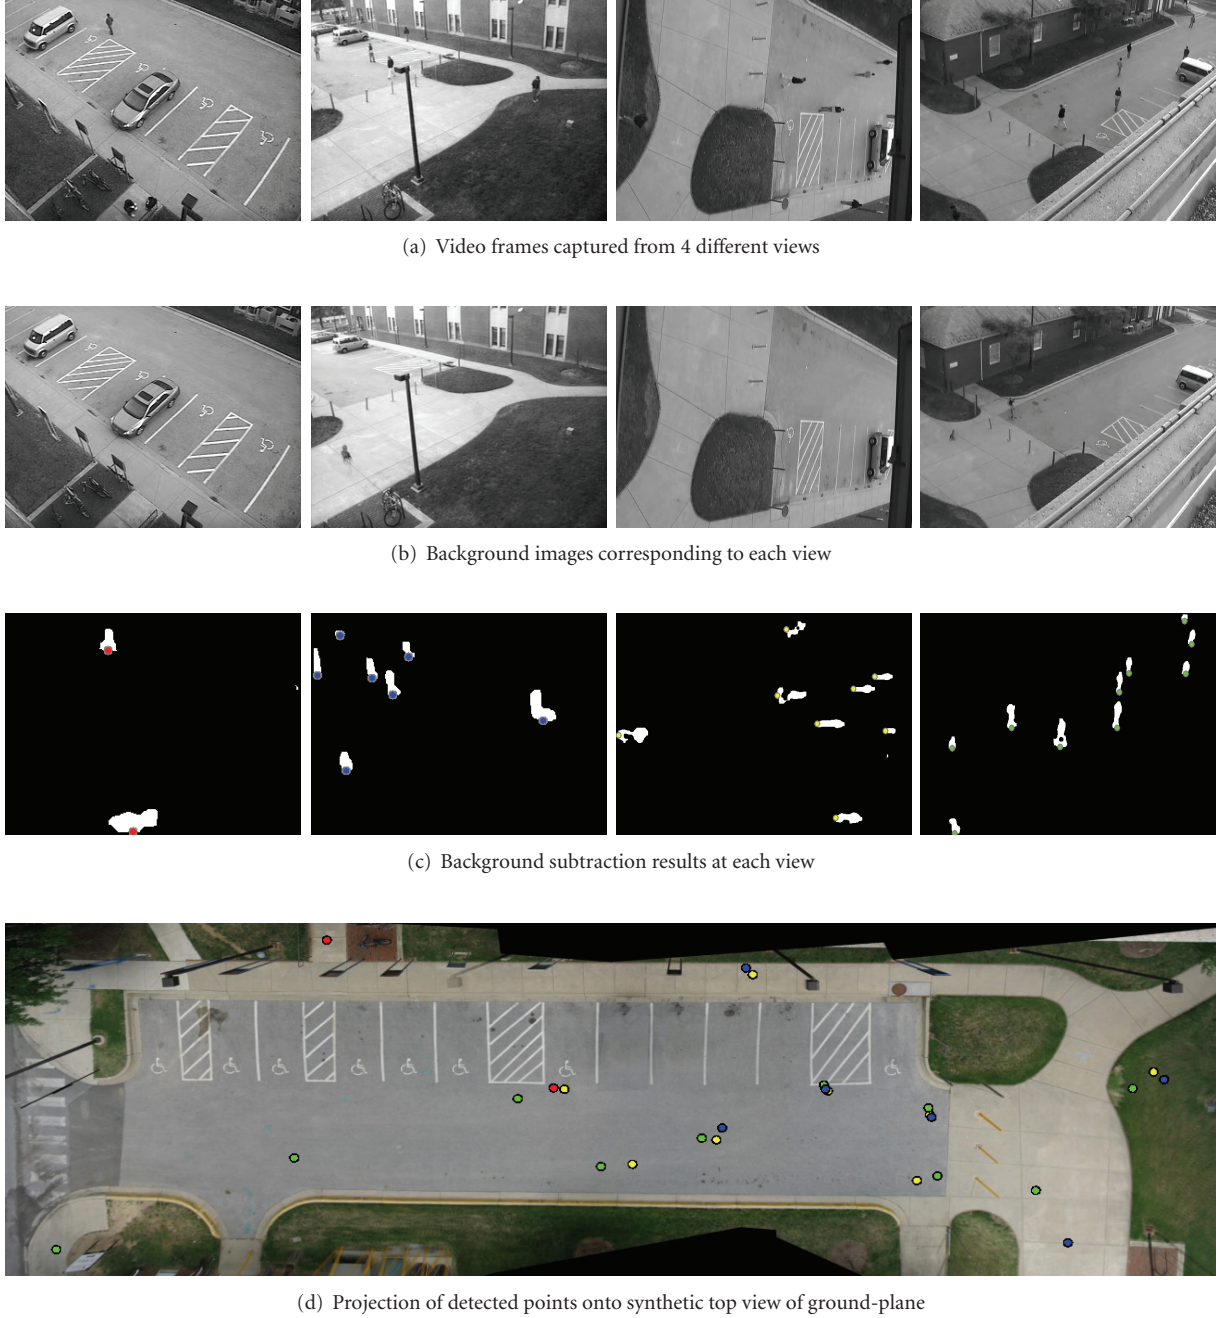 (a) Video frames captured from 4 different views
(b) Background images corresponding to each view
(c) Background subtraction results at each view
(d) Projection of detected points onto synthetic top view of ground-plane